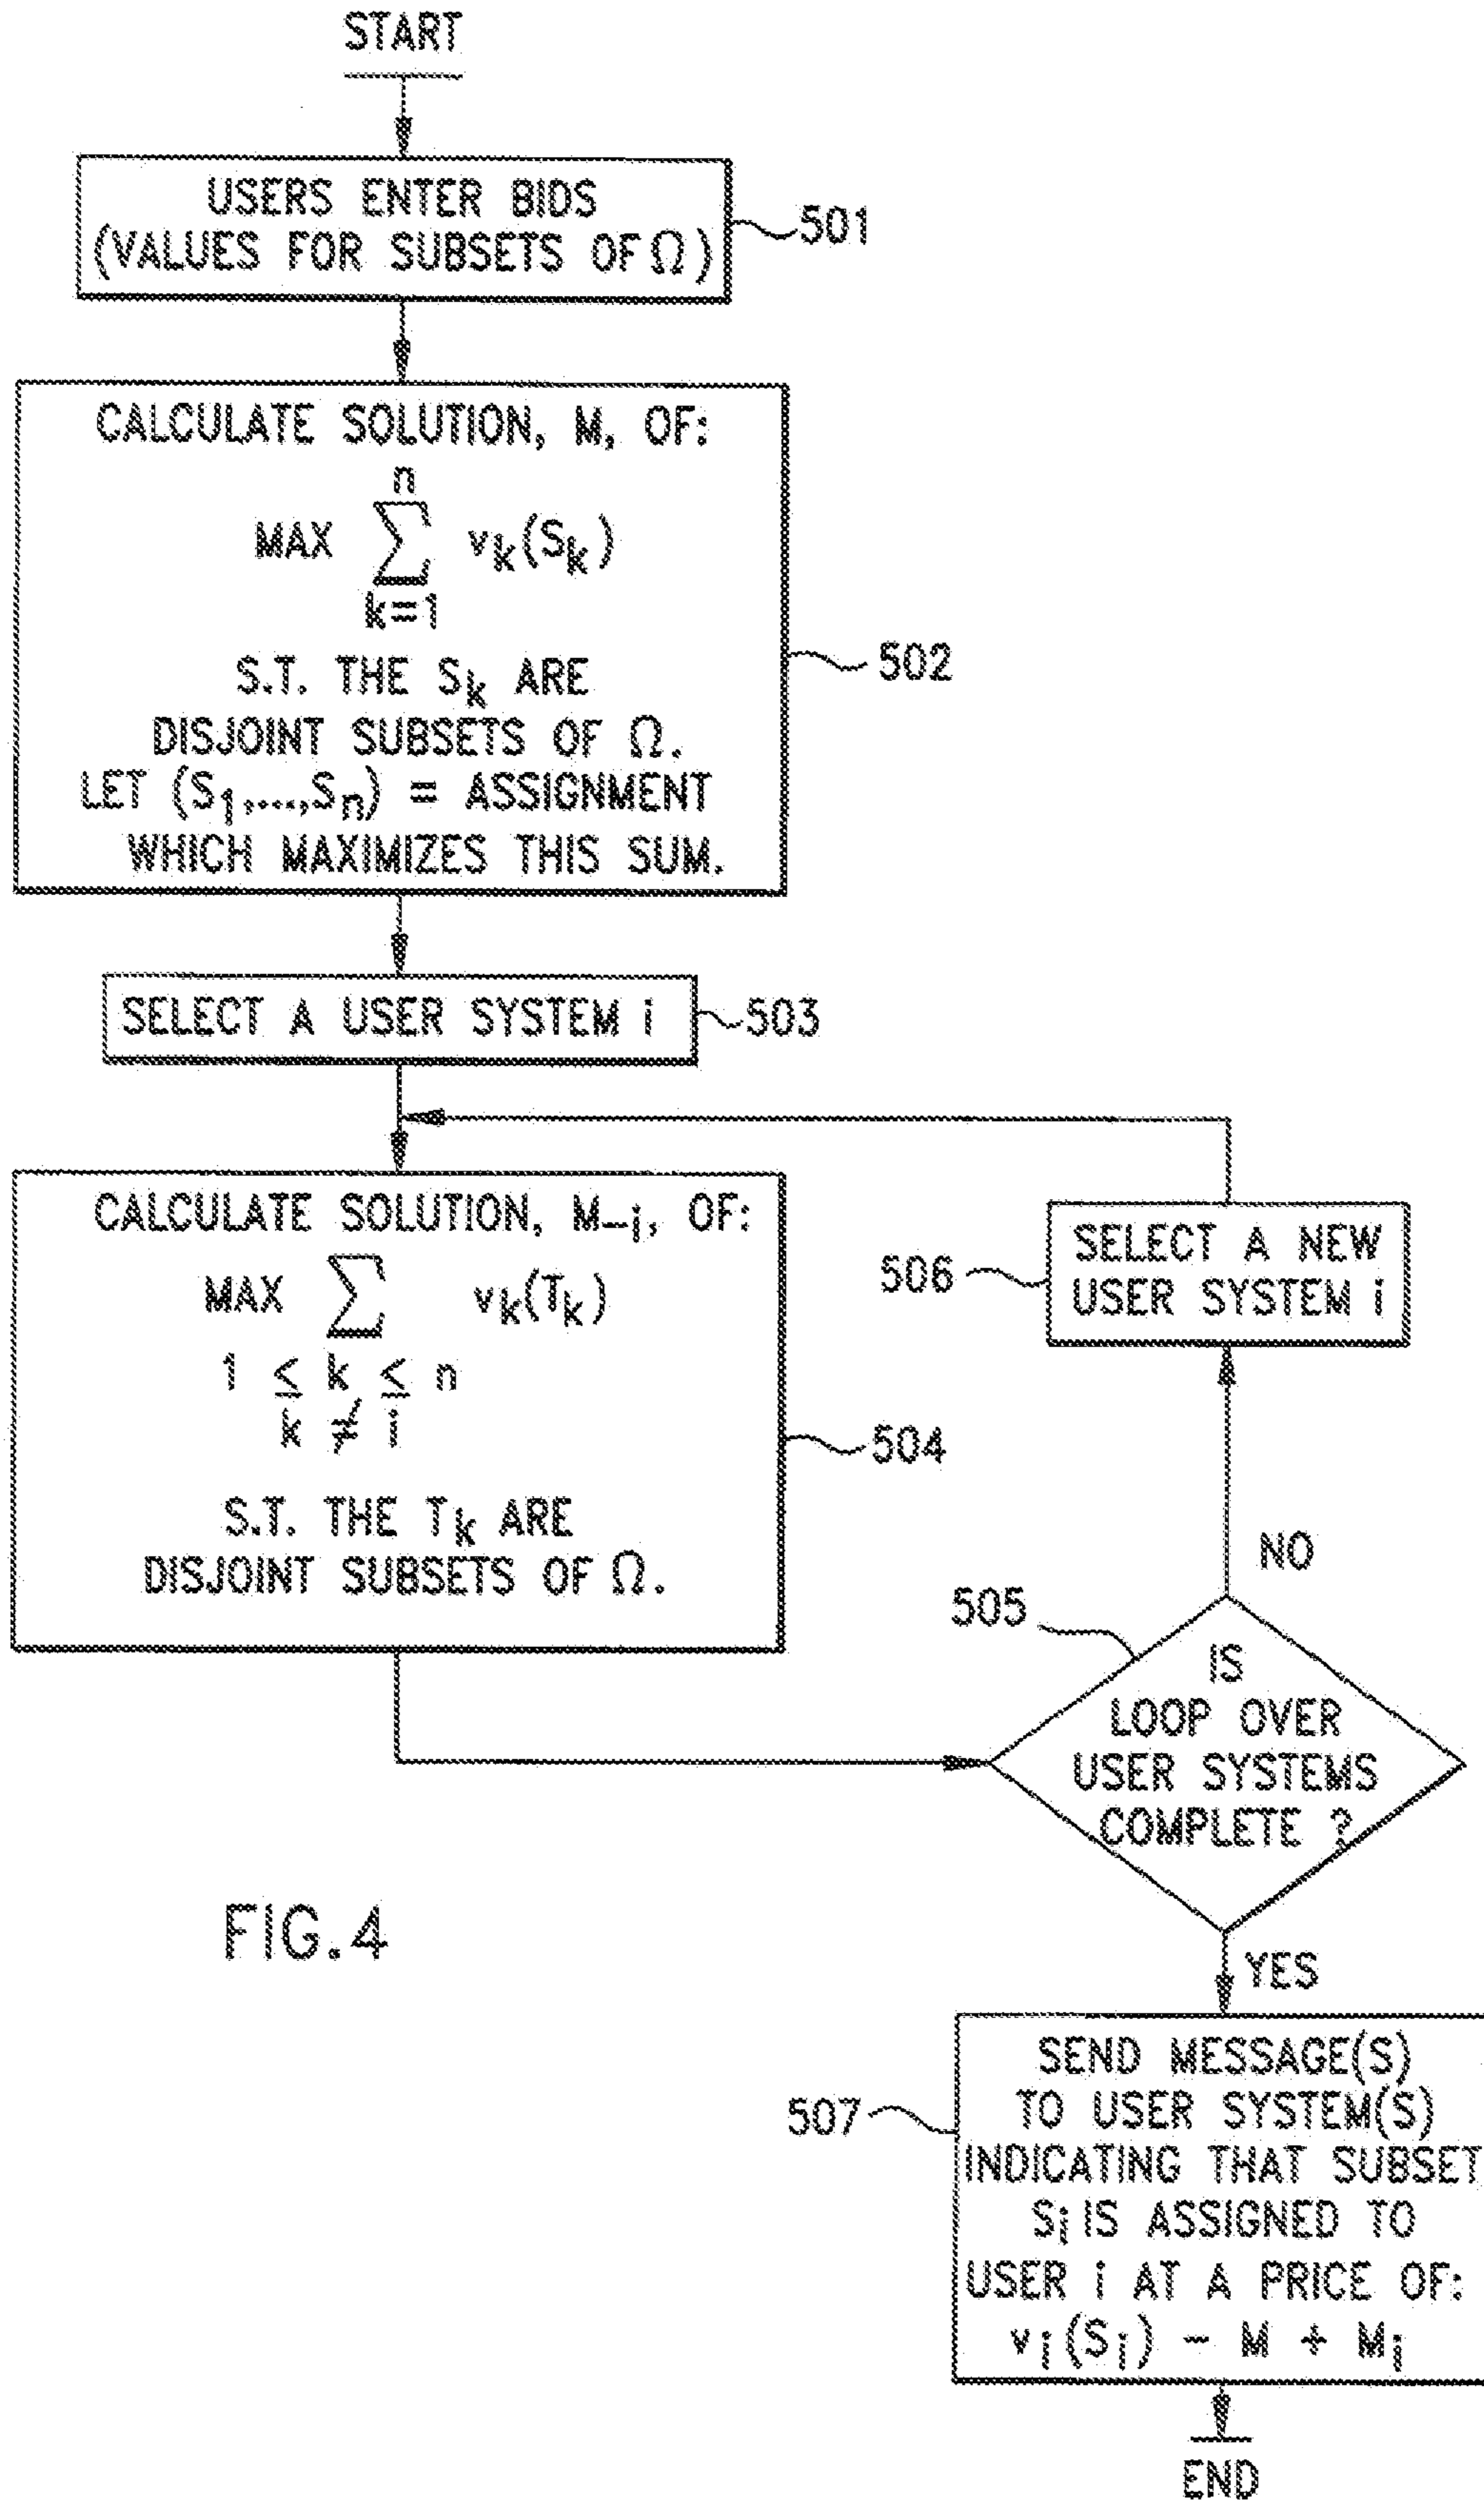 START
USERS ENTER BIDS
(VALUES FOR SUBSETS OF Ω)
501
CALCULATE SOLUTION, M, OF:
n
MAX ∑ vk(Sk)
k=1
S.T. THE Sk ARE
DISJOINT SUBSETS OF Ω.
LET (S1,...,Sn) = ASSIGNMENT
WHICH MAXIMIZES THIS SUM.
502
SELECT A USER SYSTEM i
503
CALCULATE SOLUTION, M-i, OF:
MAX ∑ vk(Tk)
1 ≤ k ≤ n
k ≠ i
S.T. THE Tk ARE
DISJOINT SUBSETS OF Ω.
504
506
SELECT A NEW
USER SYSTEM i
NO
505
IS
LOOP OVER
USER SYSTEMS
COMPLETE ?
YES
507
SEND MESSAGE(S)
TO USER SYSTEM(S)
INDICATING THAT SUBSET
Si IS ASSIGNED TO
USER i AT A PRICE OF:
vi(Si) - M + Mi
END
FIG.4